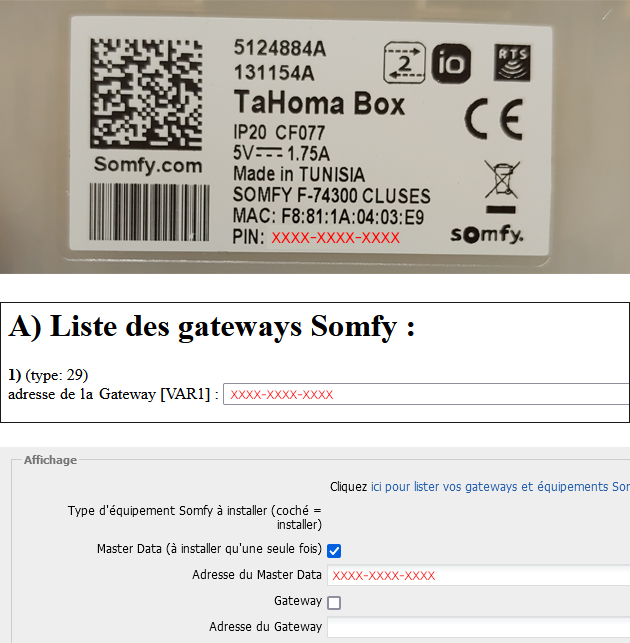 5124884A
131154A
2
io
RTS
TaHoma Box
IP20 CF077
5V 1.75A
Made in TUNISIA
SOMFY F-74300 CLUSES
MAC: F8:81:1A:04:03:E9
PIN: XXXX-XXXX-XXXX
Somfy.com
CE
somfy.
A) Liste des gateways Somfy :
1) (type: 29)
adresse de la Gateway [VAR1] : XXXX-XXXX-XXXX
Affichage
Cliquez ici pour lister vos gateways et équipements Som
Type d'équipement Somfy à installer (coché =
installer)
Master Data (à installer qu'une seule fois)
Adresse du Master Data XXXX-XXXX-XXXX
Gateway
Adresse du Gateway